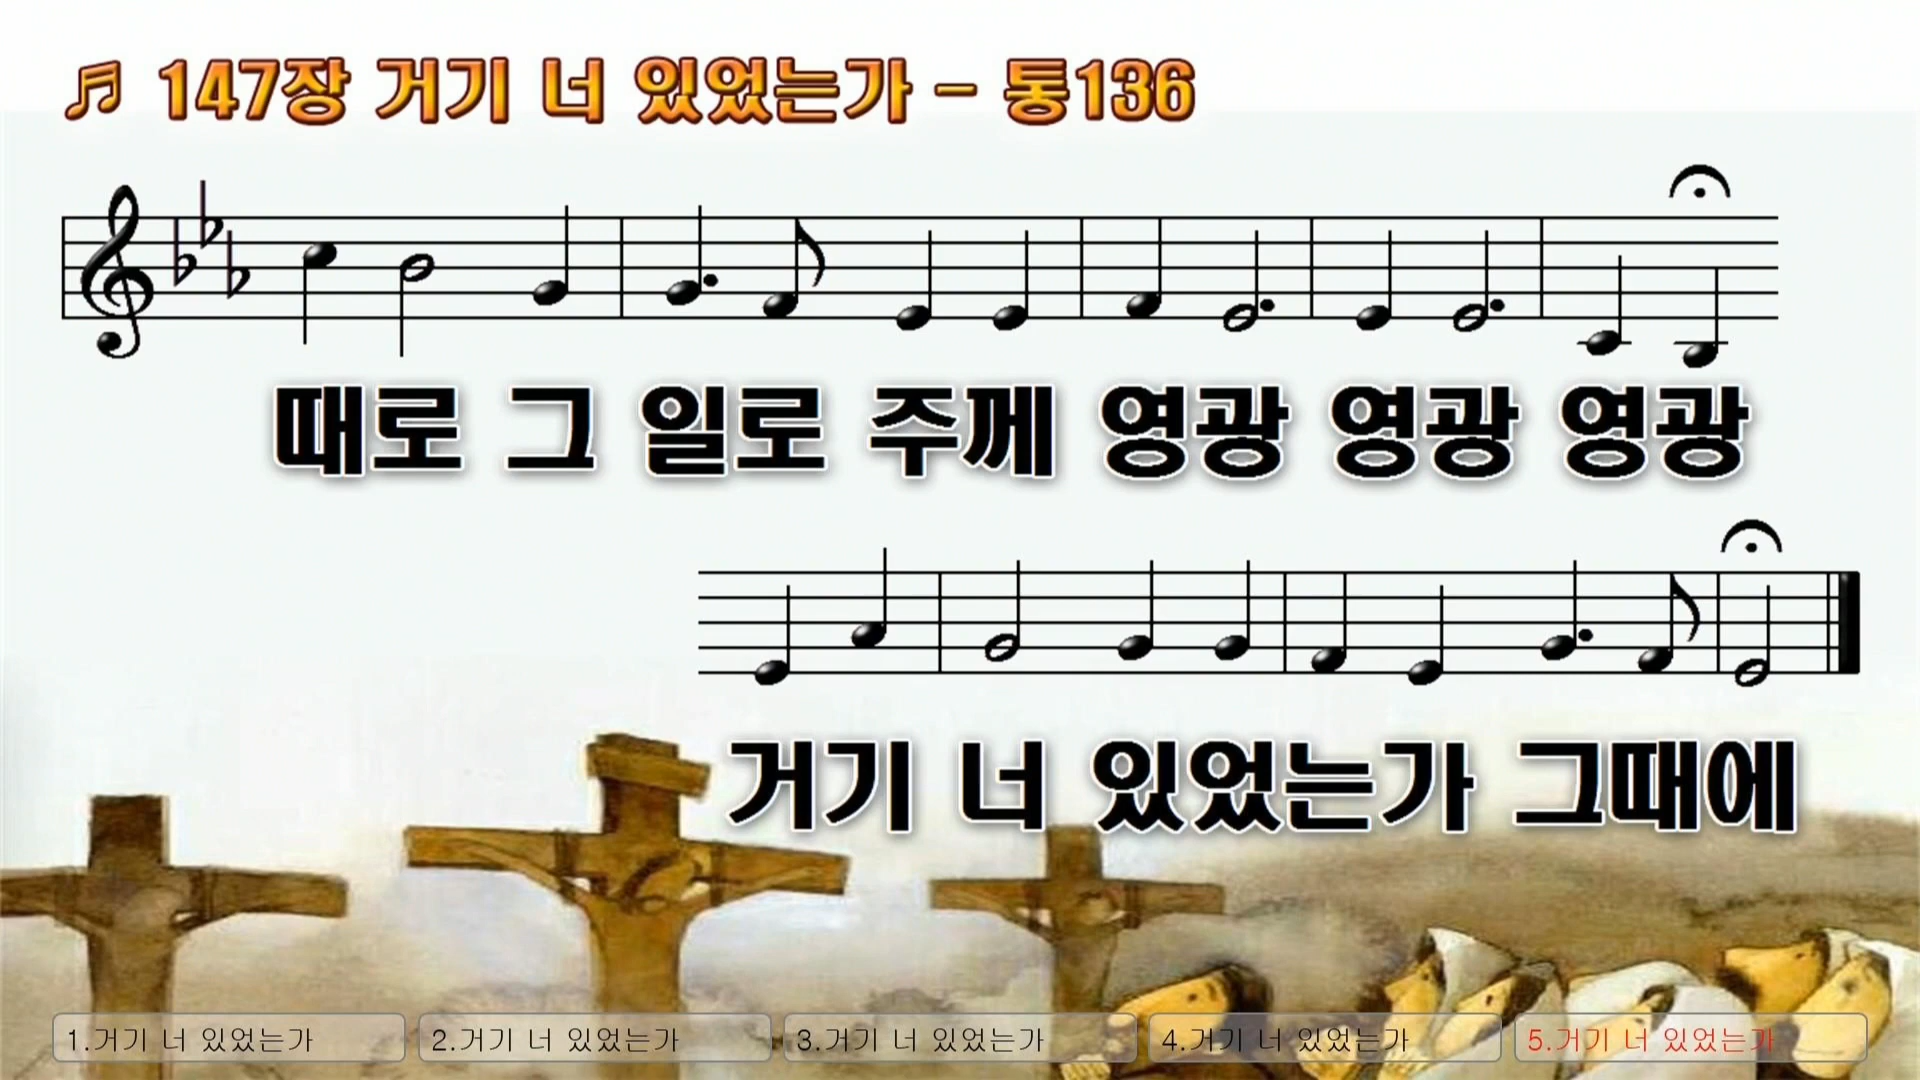 ♬ 147장 거기 너 있었는가 - 통136
때로 그 일로 주께 영광 영광 영광
거기 너 있었는가 그때에
1.거기 너 있었는가 2.거기 너 있었는가 3.거기 너 있었는가 4.거기 너 있었는가 5.거기 너 있었는가